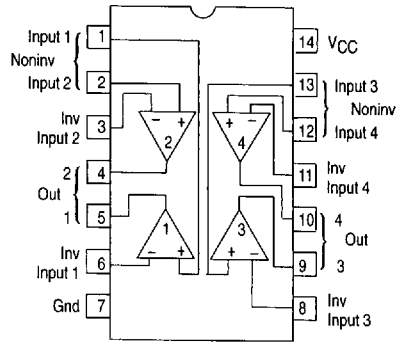 Input 1
Noninv
Input 2
Inv
Input 2
2
Out
1
Inv
Input 1
Gnd
1
2
3
4
5
6
7
- +
2
+ -
4
1
- +
3
+ -
14
13
12
11
10
9
8
VCC
Input 3
Noninv
Input 4
Inv
Input 4
4
Out
3
Inv
Input 3